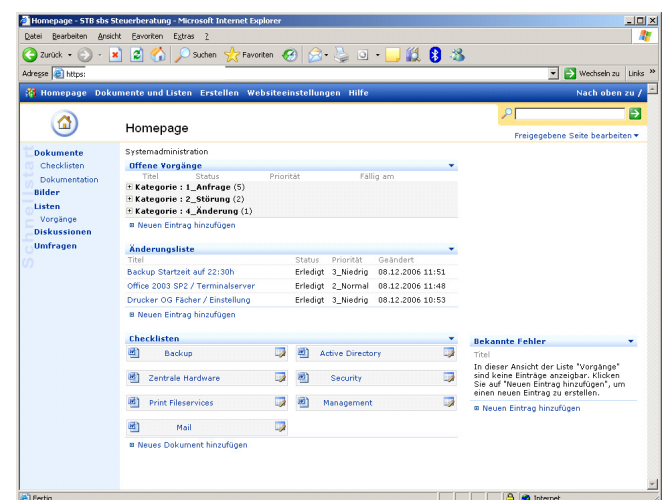 Homepage - STB sbs Steuerberatung - Microsoft Internet Explorer
Datei Bearbeiten Ansicht Favoriten Extras ?
Zurück Suchen Favoriten
Adresse https: Wechseln zu Links »
Homepage Dokumente und Listen Erstellen Websiteeinstellungen Hilfe Nach oben zu /
Homepage
Freigegebene Seite bearbeiten
Schnellstart
Dokumente
Checklisten
Dokumentation
Bilder
Listen
Vorgänge
Diskussionen
Umfragen
Systemadministration
Offene Vorgänge
Titel Status Priorität Fällig am
Kategorie : 1_Anfrage (5)
Kategorie : 2_Störung (2)
Kategorie : 4_Änderung (1)
Neuen Eintrag hinzufügen
Änderungsliste
Titel Status Priorität Geändert
Backup Startzeit auf 22:30h Erledigt 3_Niedrig 08.12.2006 11:51
Office 2003 SP2 / Terminalserver Erledigt 2_Normal 08.12.2006 11:48
Drucker OG Fächer / Einstellung Erledigt 3_Niedrig 08.12.2006 10:53
Neuen Eintrag hinzufügen
Checklisten
Backup Active Directory
Zentrale Hardware Security
Print Fileservices Management
Mail
Neues Dokument hinzufügen
Bekannte Fehler
Titel
In dieser Ansicht der Liste "Vorgänge"
sind keine Einträge anzeigbar. Klicken
Sie auf "Neuen Eintrag hinzufügen", um
einen neuen Eintrag zu erstellen.
Neuen Eintrag hinzufügen
Fertig Internet